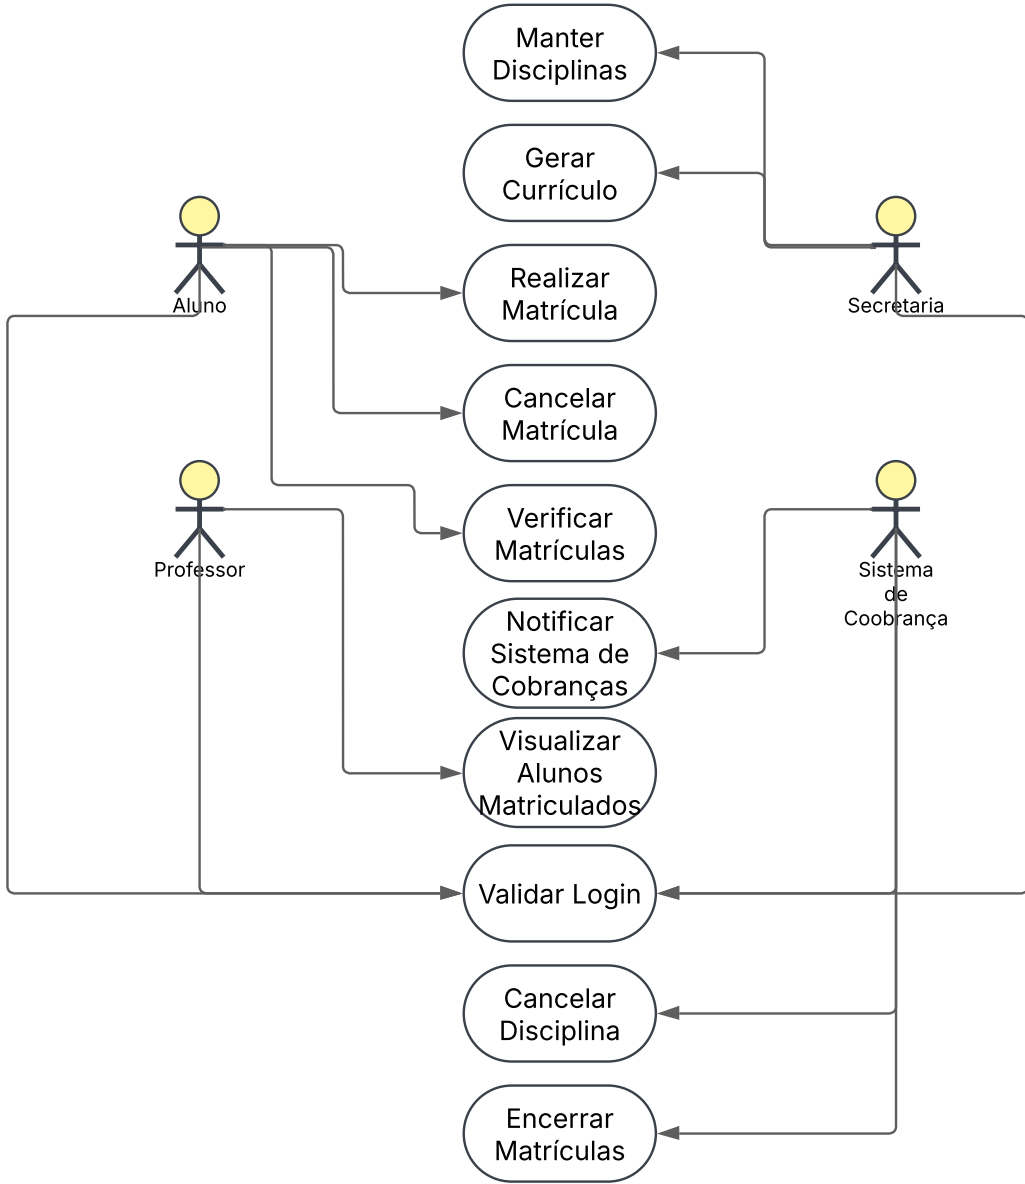 Manter
Disciplinas
Gerar
Currículo
Aluno
Realizar
Matrícula
Secretaria
Cancelar
Matrícula
Professor
Verificar
Matrículas
Sistema
de
Coobrança
Notificar
Sistema de
Cobranças
Visualizar
Alunos
Matriculados
Validar Login
Cancelar
Disciplina
Encerrar
Matrículas